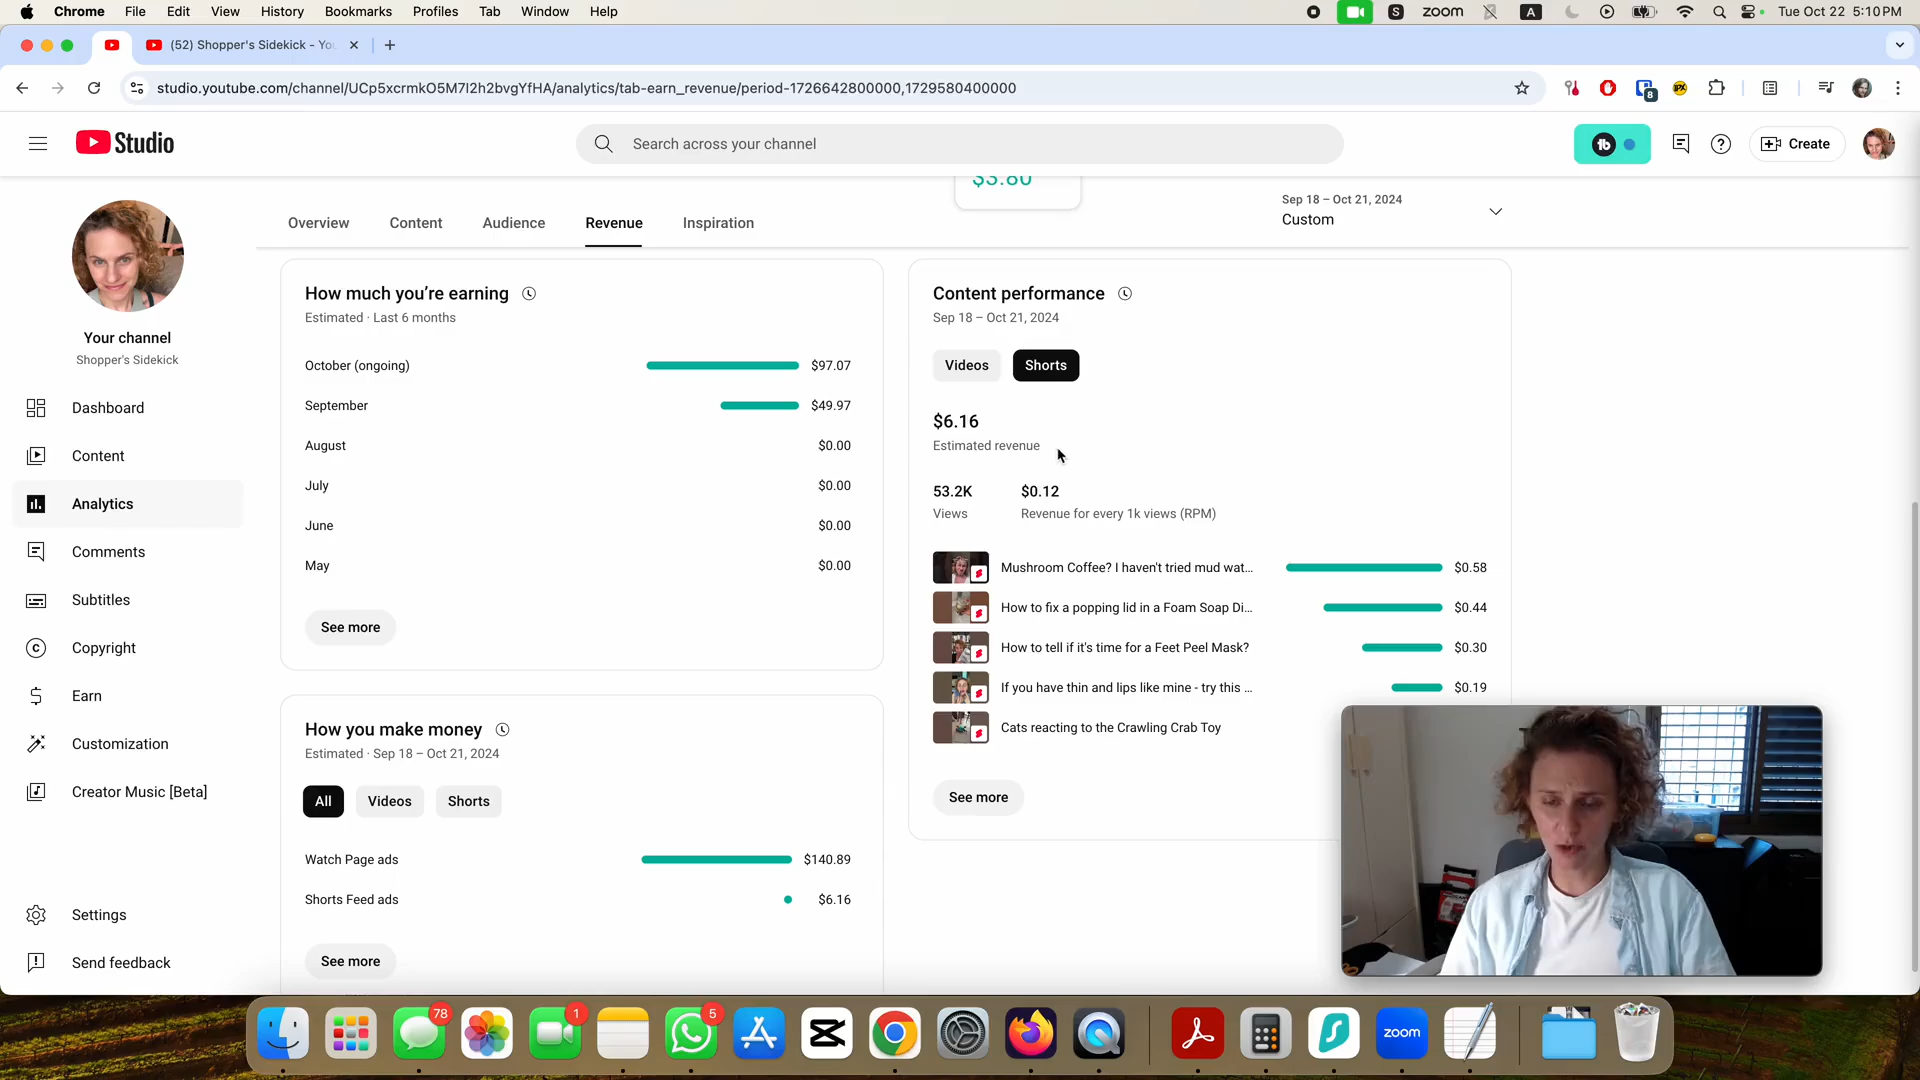 Chrome File Edit View History Bookmarks Profiles Tab Window Help
zoom A Tue Oct 22 5:10 PM
(52) Shopper's Sidekick - You
studio.youtube.com/channel/UCp5xcrmkO5M7I2h2bvgYfHA/analytics/tab-earn_revenue/period-1726642800000,1729580400000
8
Studio
Search across your channel
Create
$3.80
Overview Content Audience Revenue Inspiration
Sep 18 – Oct 21, 2024
Custom
Your channel
Shopper's Sidekick
Dashboard
Content
Analytics
Comments
Subtitles
Copyright
Earn
Customization
Creator Music [Beta]
Settings
Send feedback
How much you’re earning
Estimated · Last 6 months
October (ongoing) $97.07
September $49.97
August $0.00
July $0.00
June $0.00
May $0.00
See more
How you make money
Estimated · Sep 18 – Oct 21, 2024
All Videos Shorts
Watch Page ads $140.89
Shorts Feed ads $6.16
See more
Content performance
Sep 18 – Oct 21, 2024
Videos Shorts
$6.16
Estimated revenue
53.2K $0.12
Views Revenue for every 1k views (RPM)
Mushroom Coffee? I haven't tried mud wat... $0.58
How to fix a popping lid in a Foam Soap Di... $0.44
How to tell if it's time for a Feet Peel Mask? $0.30
If you have thin and lips like mine - try this ... $0.19
Cats reacting to the Crawling Crab Toy
See more
78 1 5
zoom